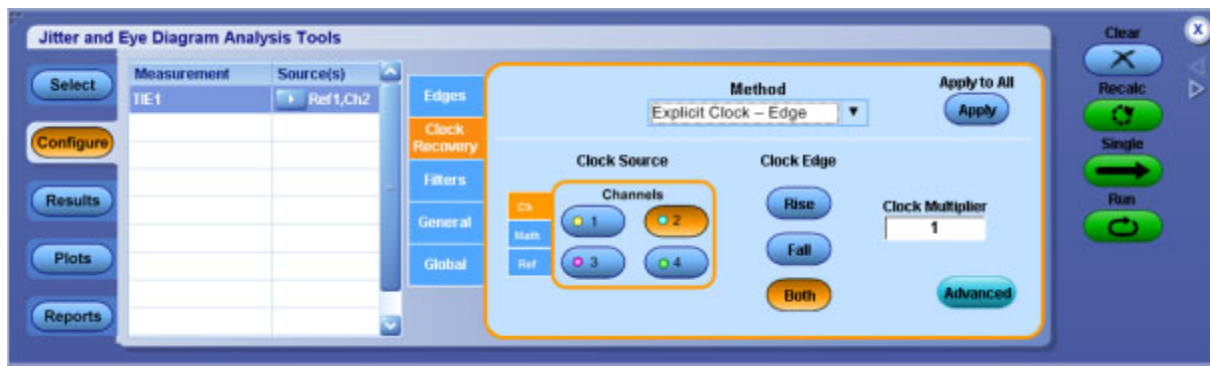 Jitter and Eye Diagram Analysis Tools
Select
Configure
Results
Plots
Reports
Measurement Source(s)
TIE1 Ref1,Ch2
Edges
Clock Recovery
Filters
General
Global
Method
Explicit Clock – Edge
Apply to All
Apply
Clock Source
Ch
Math
Ref
Channels
1 2
3 4
Clock Edge
Rise
Fall
Both
Clock Multiplier
1
Advanced
Clear
X
Recalc
Single
Run